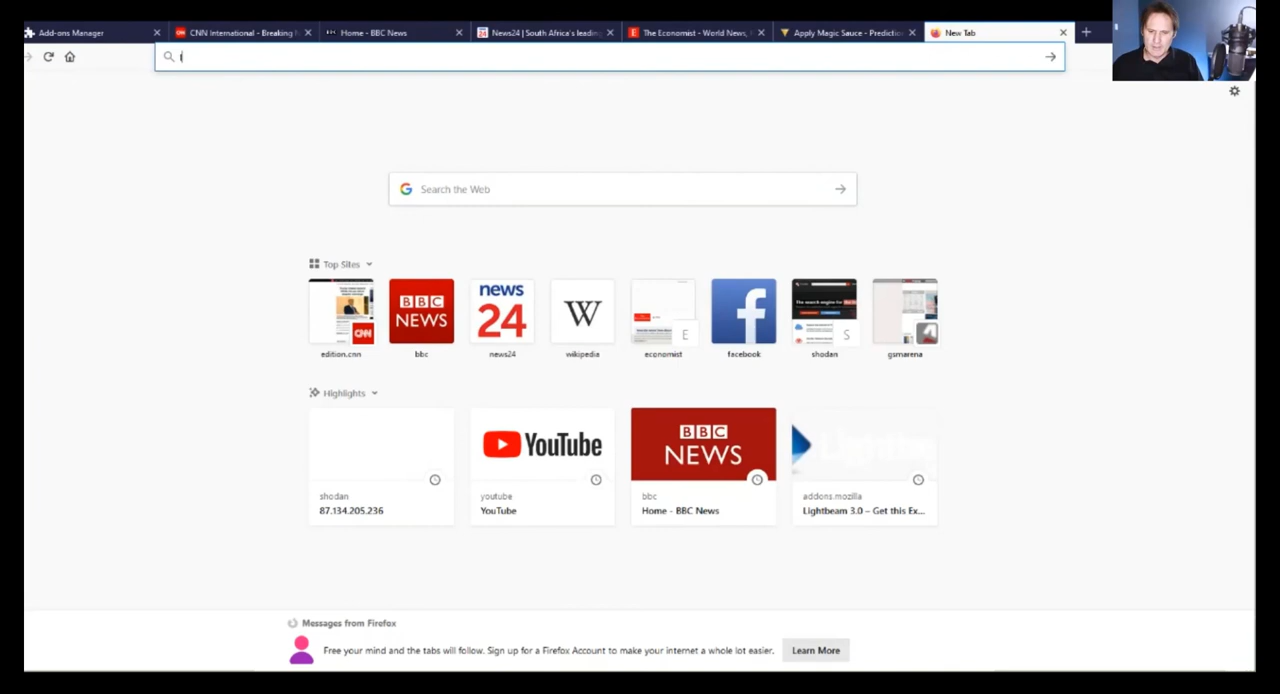 Add-ons Manager
CNN International - Breaking N
BBC Home - BBC News
24 News24 | South Africa's leading
E The Economist - World News,
Apply Magic Sauce - Predictio
New Tab
G Search the Web
Top Sites
CNN
BBC NEWS
news 24
W
E
f
S
edition.cnn
bbc
news24
wikipedia
economist
facebook
shodan
gsmarena
Highlights
YouTube
BBC
NEWS
shodan
87.134.205.236
youtube
YouTube
bbc
Home - BBC News
addons.mozilla
Lightbeam 3.0 – Get this Ex...
Messages from Firefox
Free your mind and the tabs will follow. Sign up for a Firefox Account to make your internet a whole lot easier.
Learn More